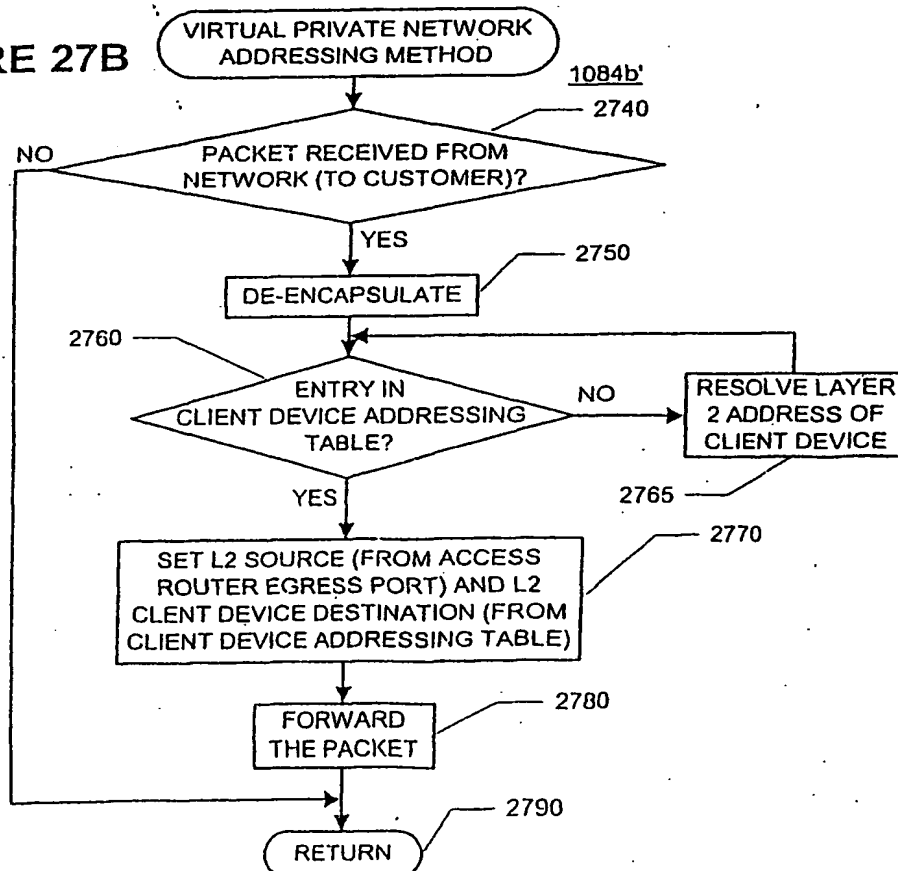 RE 27B
VIRTUAL PRIVATE NETWORK
ADDRESSING METHOD
1084b'
2740
NO
PACKET RECEIVED FROM
NETWORK (TO CUSTOMER)?
YES
2750
DE-ENCAPSULATE
2760
ENTRY IN
CLIENT DEVICE ADDRESSING
TABLE?
NO
RESOLVE LAYER
2 ADDRESS OF
CLIENT DEVICE
2765
YES
2770
SET L2 SOURCE (FROM ACCESS
ROUTER EGRESS PORT) AND L2
CLENT DEVICE DESTINATION (FROM
CLIENT DEVICE ADDRESSING TABLE)
2780
FORWARD
THE PACKET
2790
RETURN